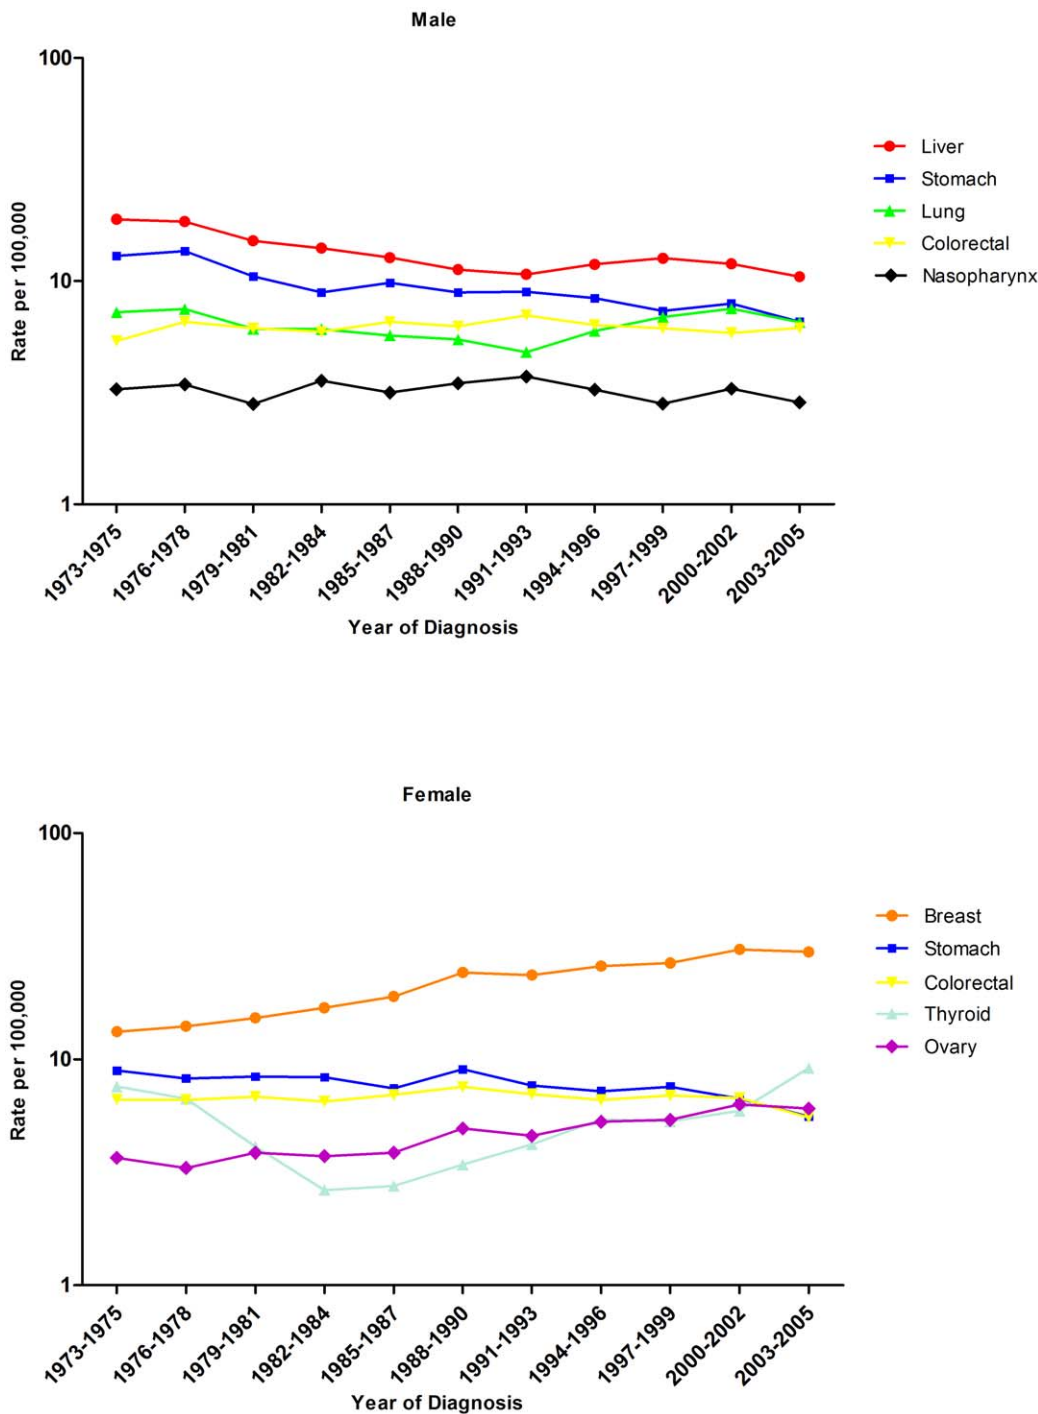 Male
100
10
1
Rate per 100,000
Liver
Stomach
Lung
Colorectal
Nasopharynx
1973-1975
1976-1978
1979-1981
1982-1984
1985-1987
1988-1990
1991-1993
1994-1996
1997-1999
2000-2002
2003-2005
Year of Diagnosis
Female
100
10
1
Rate per 100,000
Breast
Stomach
Colorectal
Thyroid
Ovary
1973-1975
1976-1978
1979-1981
1982-1984
1985-1987
1988-1990
1991-1993
1994-1996
1997-1999
2000-2002
2003-2005
Year of Diagnosis